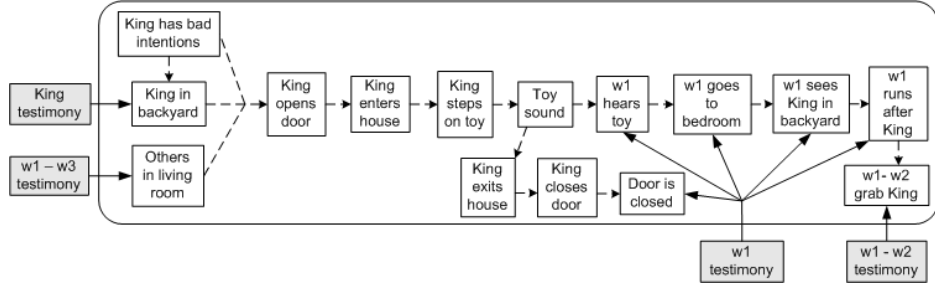 King has bad
intentions
King
testimony
King in
backyard
w1 – w3
testimony
Others
in living
room
King
opens
door
King
enters
house
King
steps
on toy
Toy
sound
w1
hears
toy
w1 goes
to
bedroom
w1 sees
King in
backyard
w1
runs
after
King
King
exits
house
King
closes
door
Door is
closed
w1- w2
grab King
w1
testimony
w1 - w2
testimony